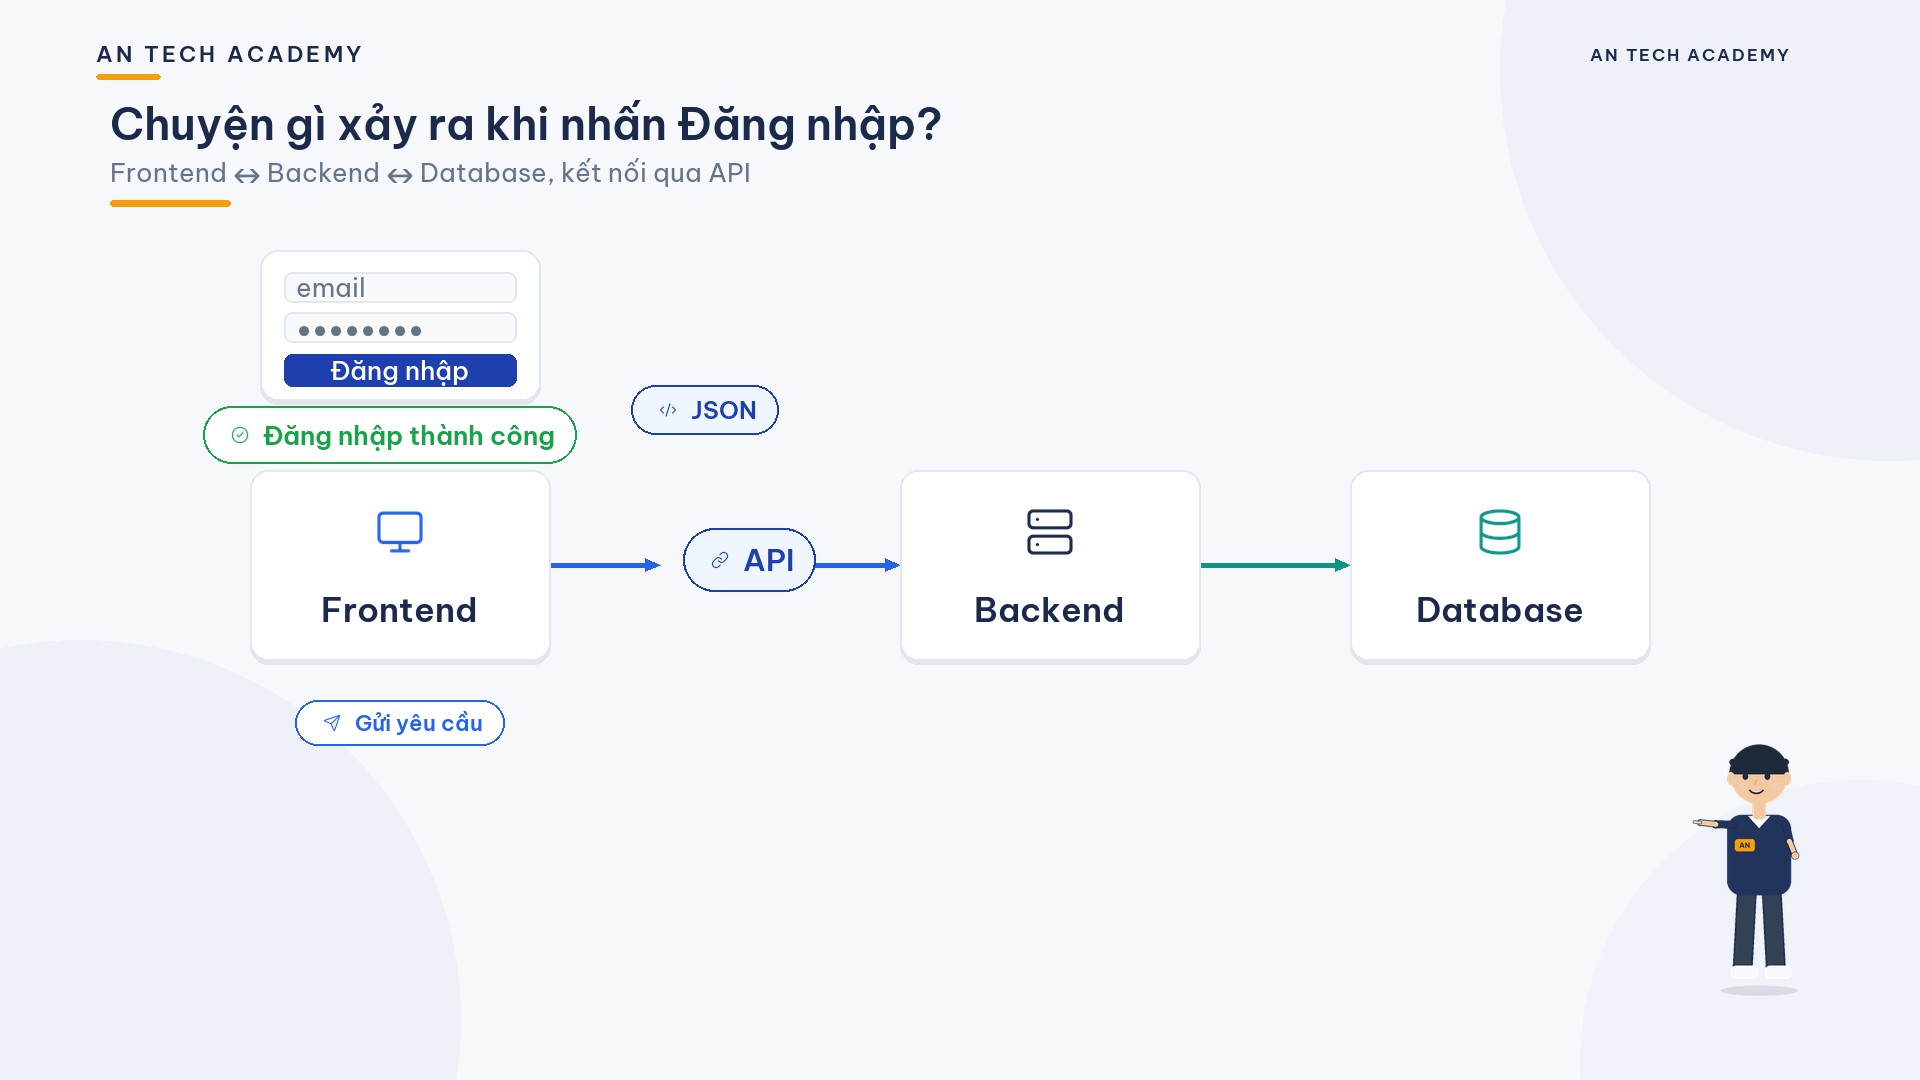 AN TECH ACADEMY
AN TECH ACADEMY
Chuyện gì xảy ra khi nhấn Đăng nhập?
Frontend ↔ Backend ↔ Database, kết nối qua API
email
••••••••
Đăng nhập
JSON
Đăng nhập thành công
API
Frontend
Backend
Database
Gửi yêu cầu
AN